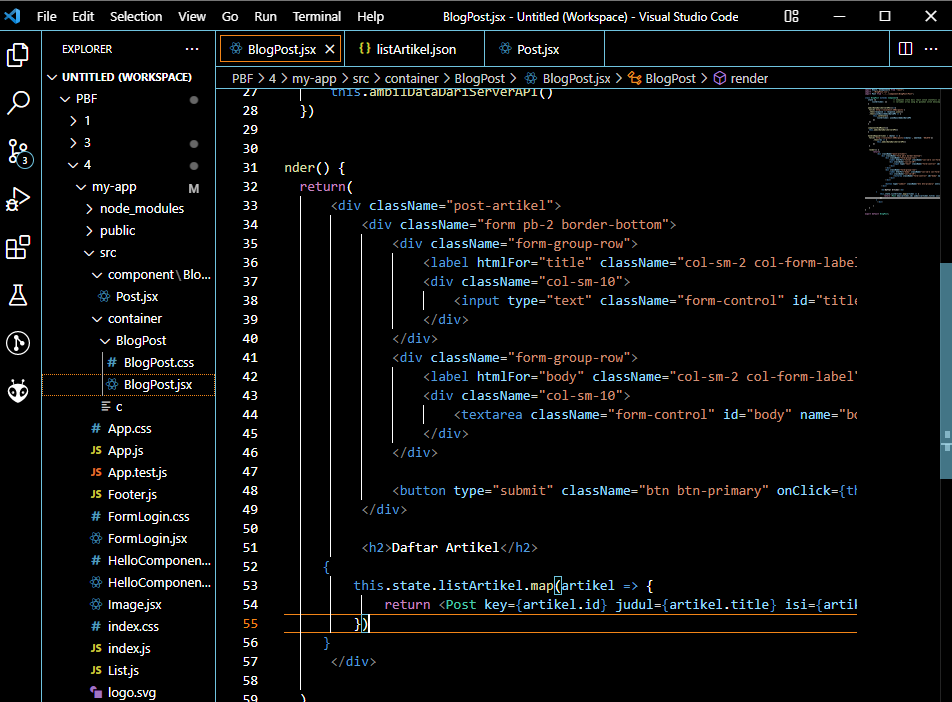 File Edit Selection View Go Run Terminal Help BlogPost.jsx - Untitled (Workspace) - Visual Studio Code
EXPLORER ···
BlogPost.jsx
{} listArtikel.json
Post.jsx
PBF > 4 > my-app > src > container > BlogPost > BlogPost.jsx > BlogPost > render
UNTITLED (WORKSPACE)
PBF
1
3
4
my-app M
node_modules
public
src
component\Blo...
Post.jsx
container
BlogPost
# BlogPost.css
BlogPost.jsx
c
# App.css
JS App.js
JS App.test.js
JS Footer.js
# FormLogin.css
FormLogin.jsx
# HelloComponen...
HelloComponen...
Image.jsx
# index.css
JS index.js
JS List.js
logo.svg
3
27 this.ambilDataDariServerAPI()
28 })
29
30
31 nder() {
32 return(
33 <div className="post-artikel">
34 <div className="form pb-2 border-bottom">
35 <div className="form-group-row">
36 <label htmlFor="title" className="col-sm-2 col-form-label
37 <div className="col-sm-10">
38 <input type="text" className="form-control" id="title
39 </div>
40 </div>
41 <div className="form-group-row">
42 <label htmlFor="body" className="col-sm-2 col-form-label"
43 <div className="col-sm-10">
44 <textarea className="form-control" id="body" name="bo
45 </div>
46 </div>
47
48 <button type="submit" className="btn btn-primary" onClick={th
49 </div>
50
51 <h2>Daftar Artikel</h2>
52 {
53 this.state.listArtikel.map(artikel => {
54 return <Post key={artikel.id} judul={artikel.title} isi={artik
55 })
56 }
57 </div>
58
59 )